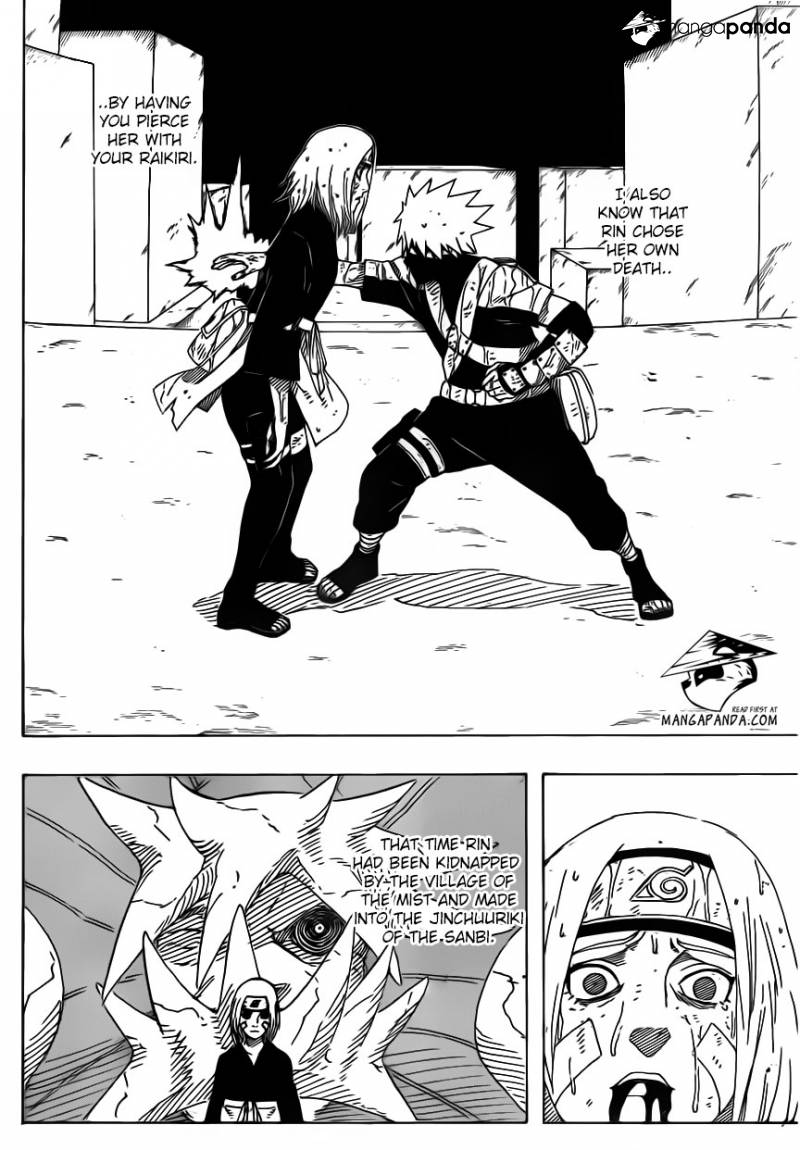 mangapanda
I ALSO
KNOW THAT
RIN CHOSE
HER OWN
DEATH..
..BY HAVING
YOU PIERCE
HER WITH
YOUR RAIKIRI.
READ FIRST AT
MANGAPANDA.COM
THAT TIME RIN
HAD BEEN KIDNAPPED
BY THE VILLAGE OF
THE MIST AND MADE
INTO THE JINCHUURIKI
OF THE SANBI.